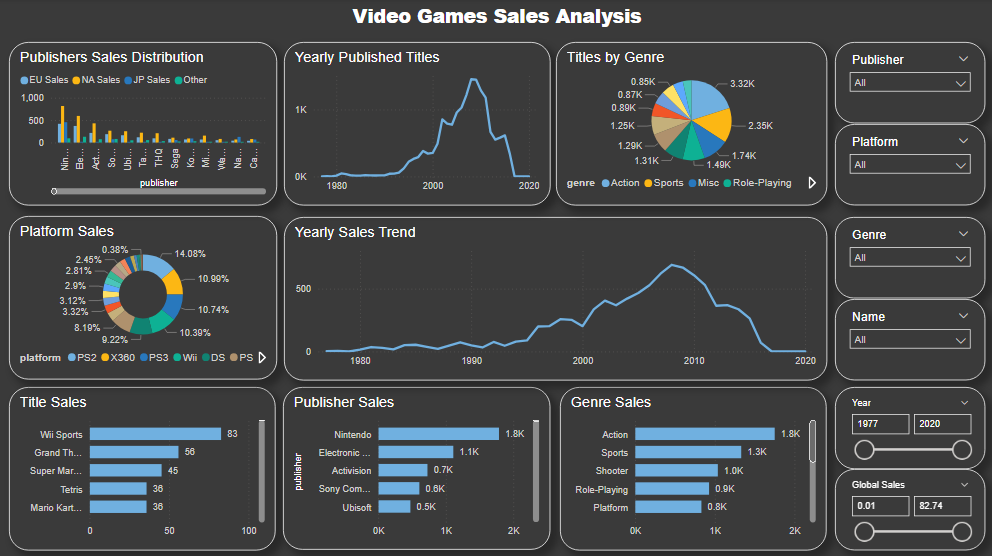 Video Games Sales Analysis
Publishers Sales Distribution
EU Sales NA Sales JP Sales Other
1,000
500
0
Nin...
Ele...
Act...
So...
Ubi...
Ta...
THQ
Sega
Ko...
Mi...
Na...
Ca...
publisher
Yearly Published Titles
1K
0K
1980 2000 2020
Titles by Genre
3.32K
2.35K
1.74K
1.49K
1.31K
1.29K
1.25K
0.89K
0.87K
0.85K
genre Action Sports Misc Role-Playing
Publisher
All
Platform
All
Platform Sales
14.08%
10.99%
10.74%
10.39%
9.22%
8.19%
3.32%
3.12%
2.9%
2.81%
2.45%
0.38%
platform PS2 X360 PS3 Wii DS PS
Yearly Sales Trend
500
0
1980 1990 2000 2010 2020
Genre
All
Name
All
Title Sales
Wii Sports 83
Grand Th... 56
Super Mar... 45
Tetris 36
Mario Kart... 36
0 50 100
Publisher Sales
publisher
Nintendo 1.8K
Electronic ... 1.1K
Activision 0.7K
Sony Com... 0.6K
Ubisoft 0.5K
0K 1K 2K
Genre Sales
Action 1.8K
Sports 1.3K
Shooter 1.0K
Role-Playing 0.9K
Platform 0.8K
0K 1K 2K
Year
1977 2020
Global Sales
0.01 82.74